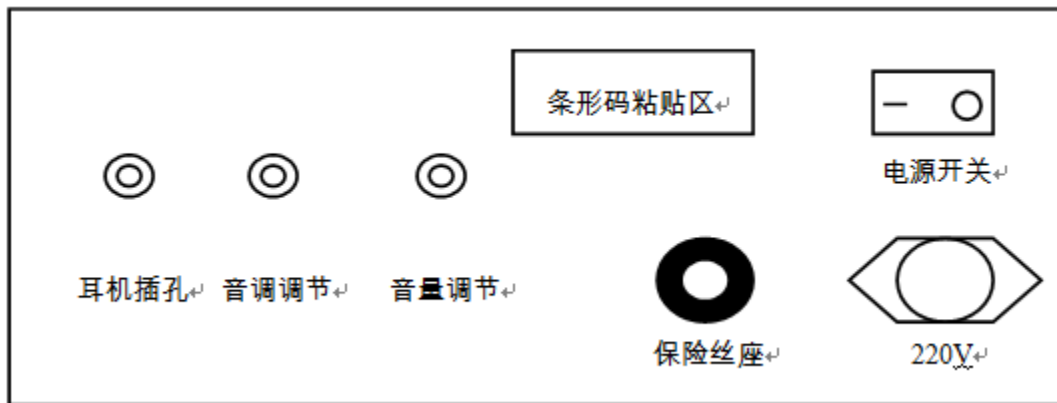 条形码粘贴区
电源开关
耳机插孔
音调调节
音量调节
保险丝座
220V